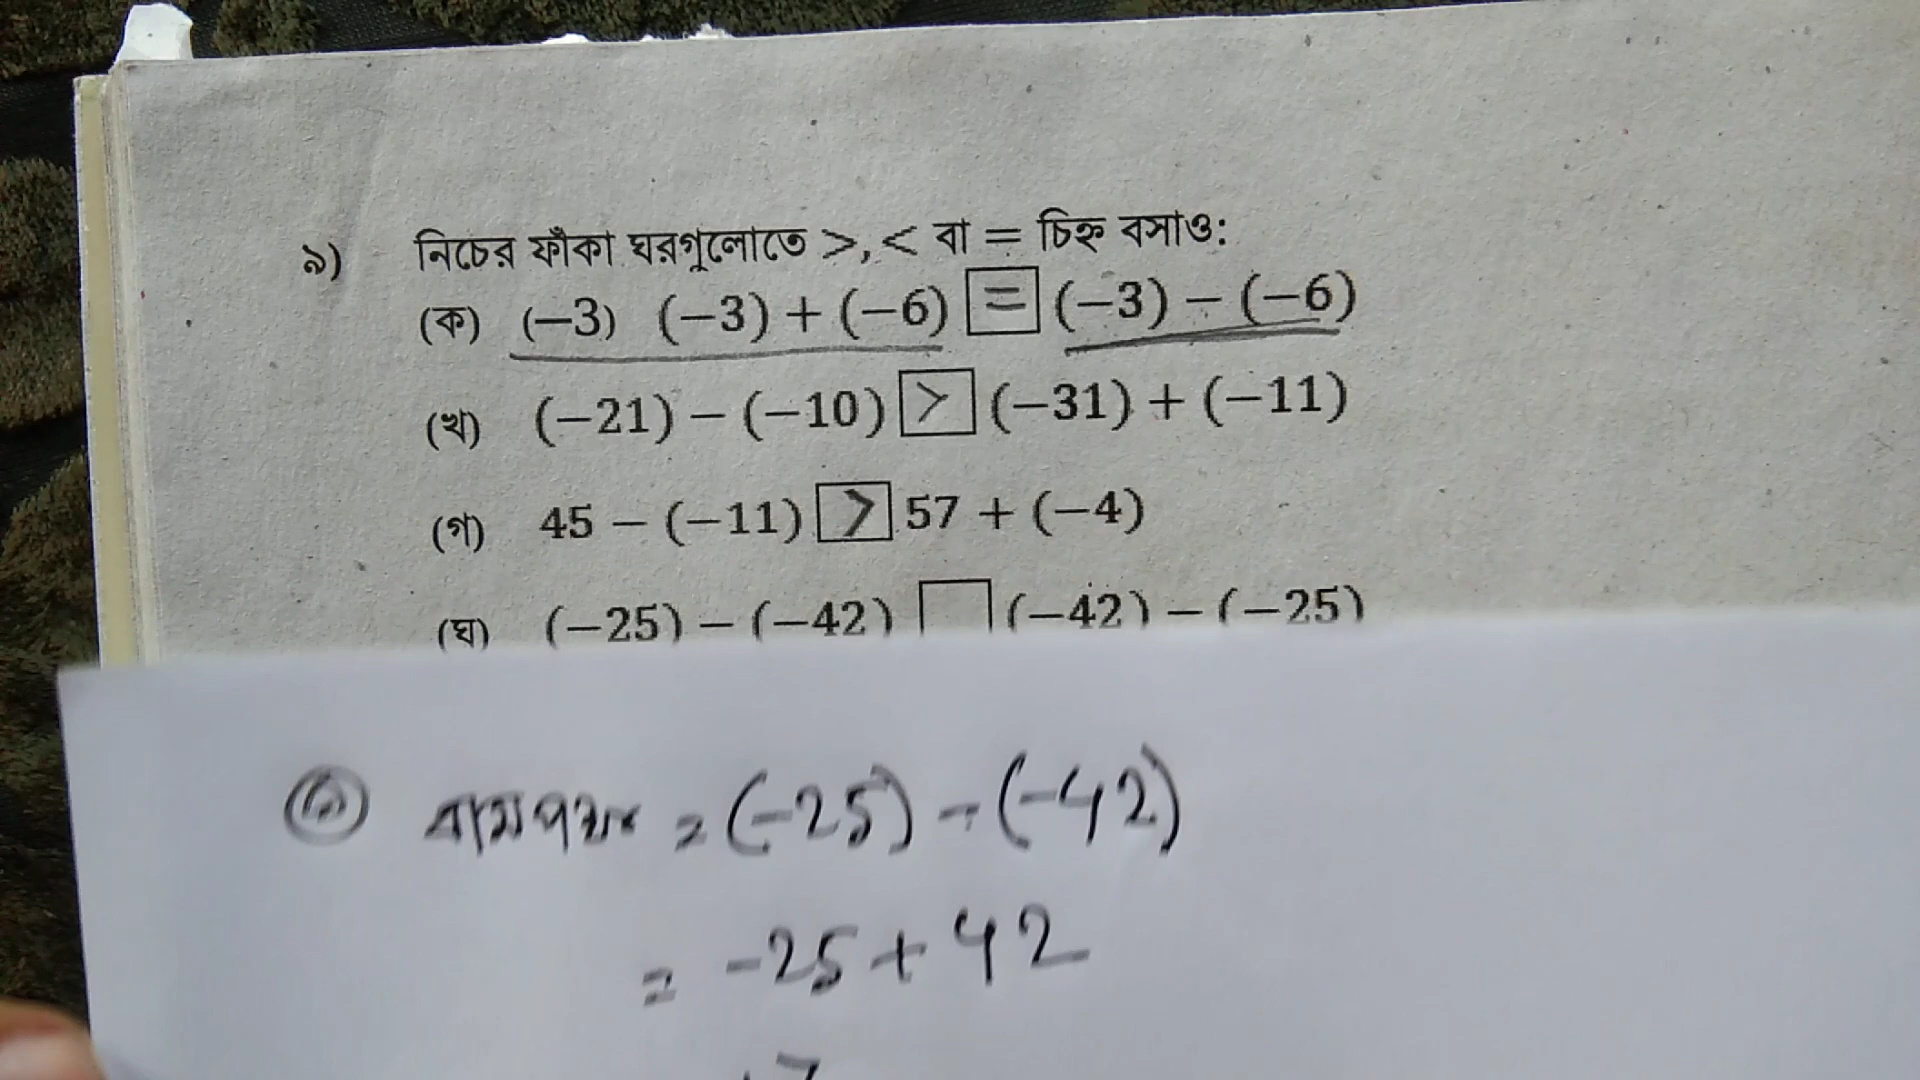 ৯) নিচের ফাঁকা ঘরগুলোতে >, < বা = চিহ্ন বসাও:
(ক) (−3) (−3) + (−6) = (−3) − (−6)
(খ) (−21) − (−10) > (−31) + (−11)
(গ) 45 − (−11) > 57 + (−4)
(ঘ) (−25) − (−42) (−42) − (−25)
বামপক্ষ = (−25) − (−42)
= −25 + 42